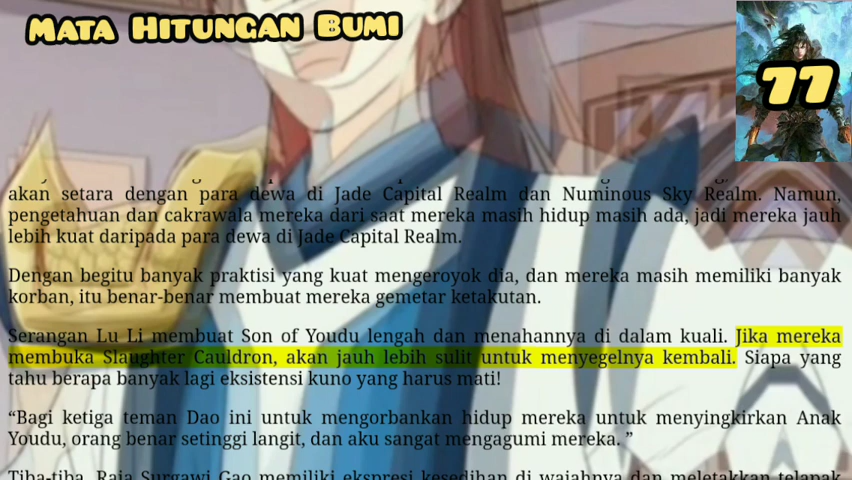 Mata Hitungan Bumi
77
akan setara dengan para dewa di Jade Capital Realm dan Numinous Sky Realm. Namun,
pengetahuan dan cakrawala mereka dari saat mereka masih hidup masih ada, jadi mereka jauh
lebih kuat daripada para dewa di Jade Capital Realm.
Dengan begitu banyak praktisi yang kuat mengeroyok dia, dan mereka masih memiliki banyak
korban, itu benar-benar membuat mereka gemetar ketakutan.
Serangan Lu Li membuat Son of Youdu lengah dan menahannya di dalam kuali. Jika mereka
membuka Slaughter Cauldron, akan jauh lebih sulit untuk menyegelnya kembali. Siapa yang
tahu berapa banyak lagi eksistensi kuno yang harus mati!
“Bagi ketiga teman Dao ini untuk mengorbankan hidup mereka untuk menyingkirkan Anak
Youdu, orang benar setinggi langit, dan aku sangat mengagumi mereka. ”
Tiba-tiba, Raja Surgawi Gao memiliki ekspresi kesedihan di wajahnya dan meletakkan telapak